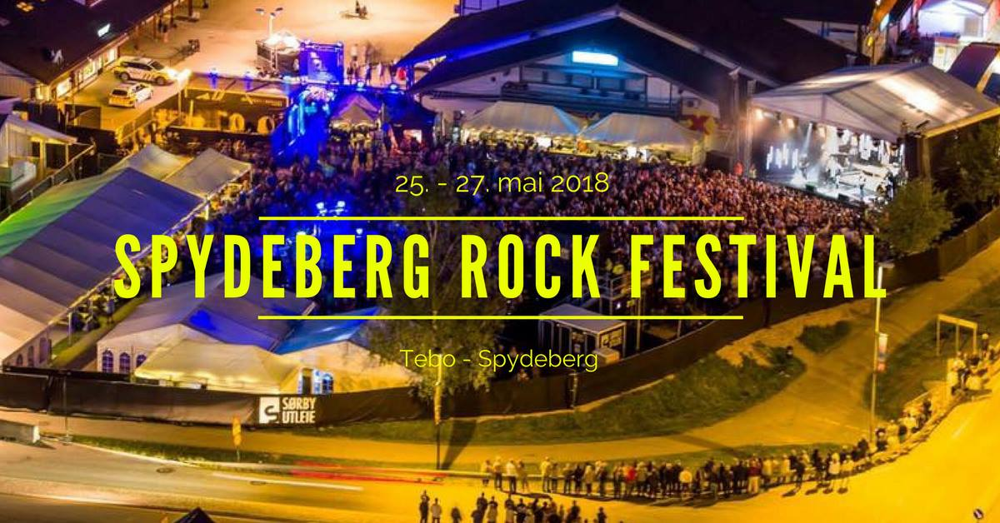 25. - 27. mai 2018
SPYDEBERG ROCK FESTIVAL
Tebo - Spydeberg
SØRBY
UTLEIE